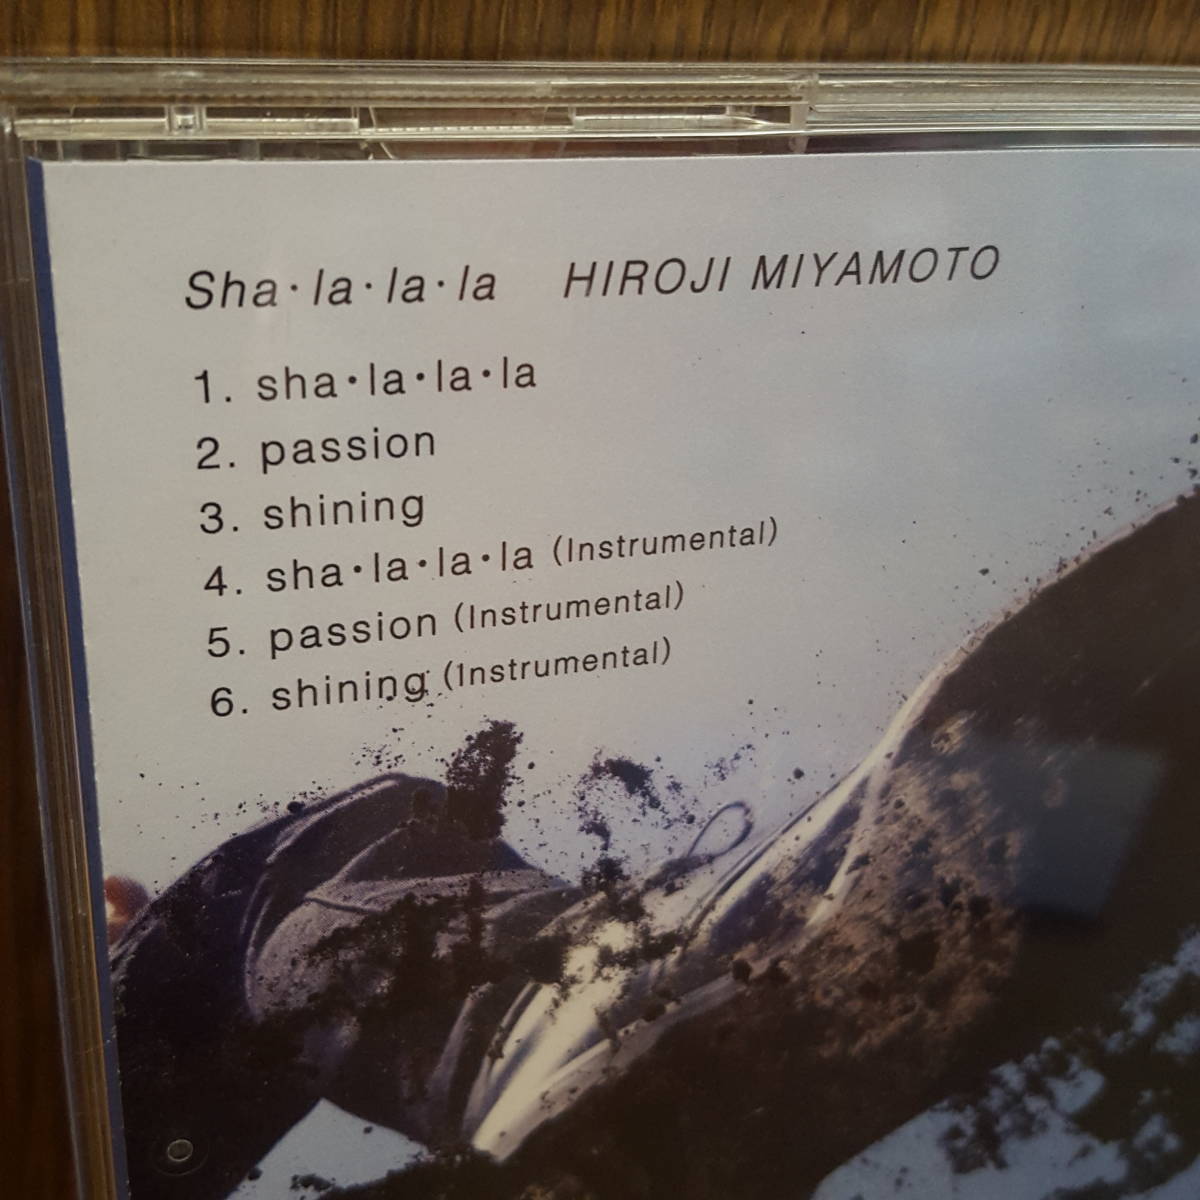 Sha・la・la・la HIROJI MIYAMOTO
1. sha・la・la・la
2. passion
3. shining
4. sha・la・la・la (Instrumental)
5. passion (Instrumental)
6. shining (Instrumental)